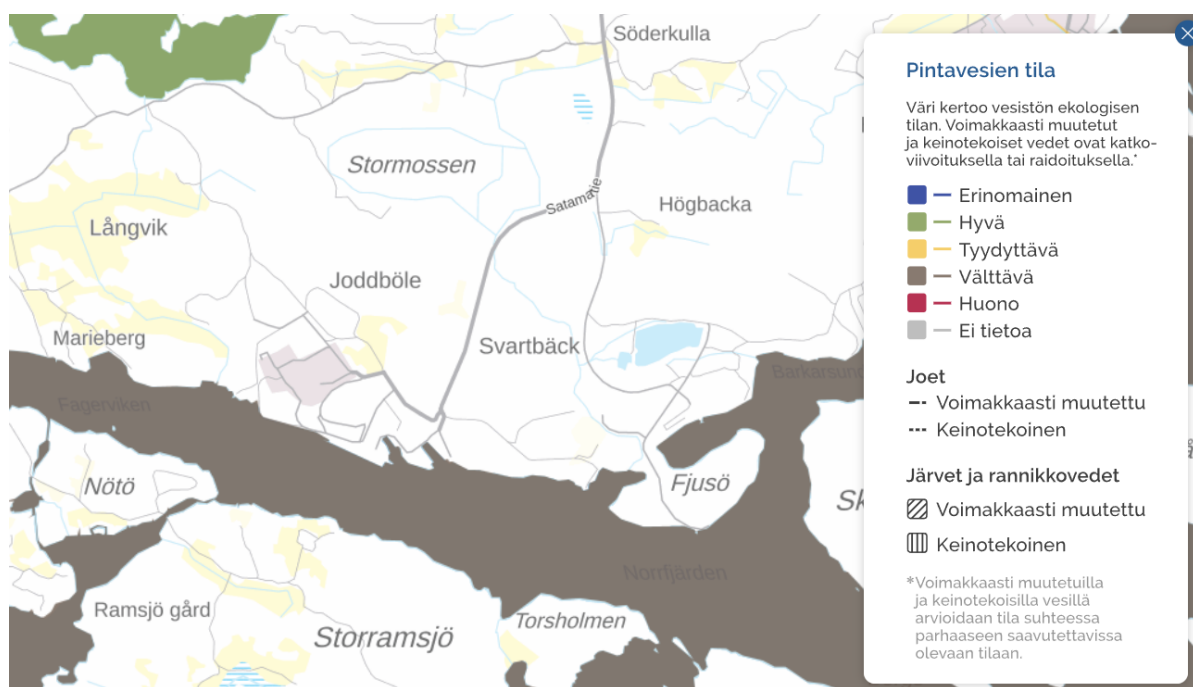 Söderkulla
Stormossen
Satamatie
Högbacka
Långvik
Joddböle
Marieberg
Svartbäck
Barkarsund
Fagerviken
Nötö
Fjusö
Sk
Norrfjärden
Ramsjö gård
Storramsjö
Torsholmen
Pintavesien tila
Väri kertoo vesistön ekologisen
tilan. Voimakkaasti muutetut
ja keinotekoiset vedet ovat katko-
viivoituksella tai raidoituksella.*
Erinomainen
Hyvä
Tyydyttävä
Välttävä
Huono
Ei tietoa
Joet
Voimakkaasti muutettu
Keinotekoinen
Järvet ja rannikkovedet
Voimakkaasti muutettu
Keinotekoinen
*Voimakkaasti muutetuilla
ja keinotekoisilla vesillä
arvioidaan tila suhteessa
parhaaseen saavutettavissa
olevaan tilaan.